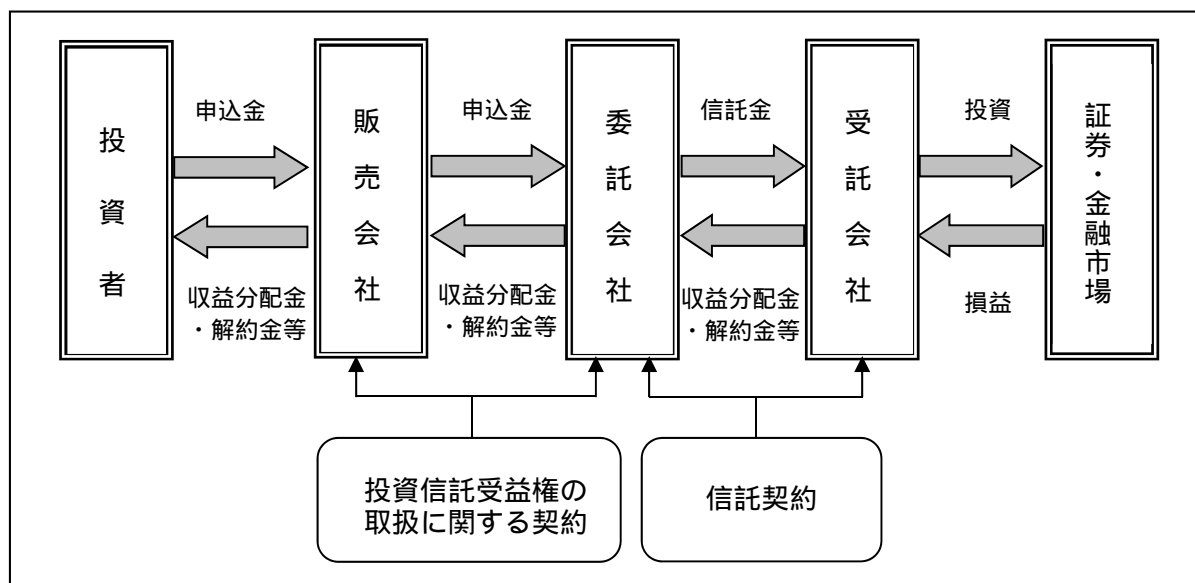 投資者
申込金
収益分配金
・解約金等
販売会社
申込金
収益分配金
・解約金等
委託会社
信託金
収益分配金
・解約金等
受託会社
投資
損益
証券・金融市場
投資信託受益権の
取扱に関する契約
信託契約